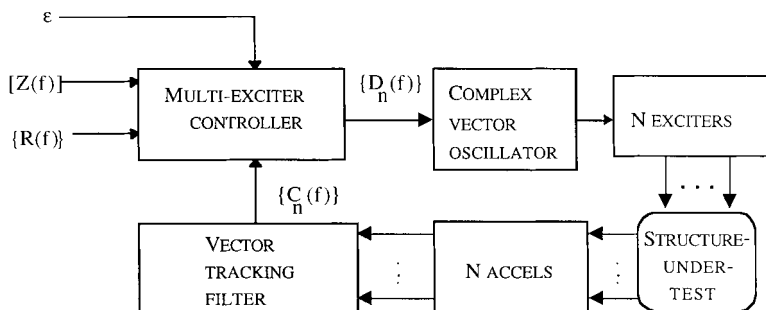 ε
[Z(f)]
{R(f)}
MULTI-EXCITER
CONTROLLER
{D_n(f)}
COMPLEX
VECTOR
OSCILLATOR
N EXCITERS
...
STRUCTURE-
UNDER-
TEST
N ACCELS
{C_n(f)}
VECTOR
TRACKING
FILTER